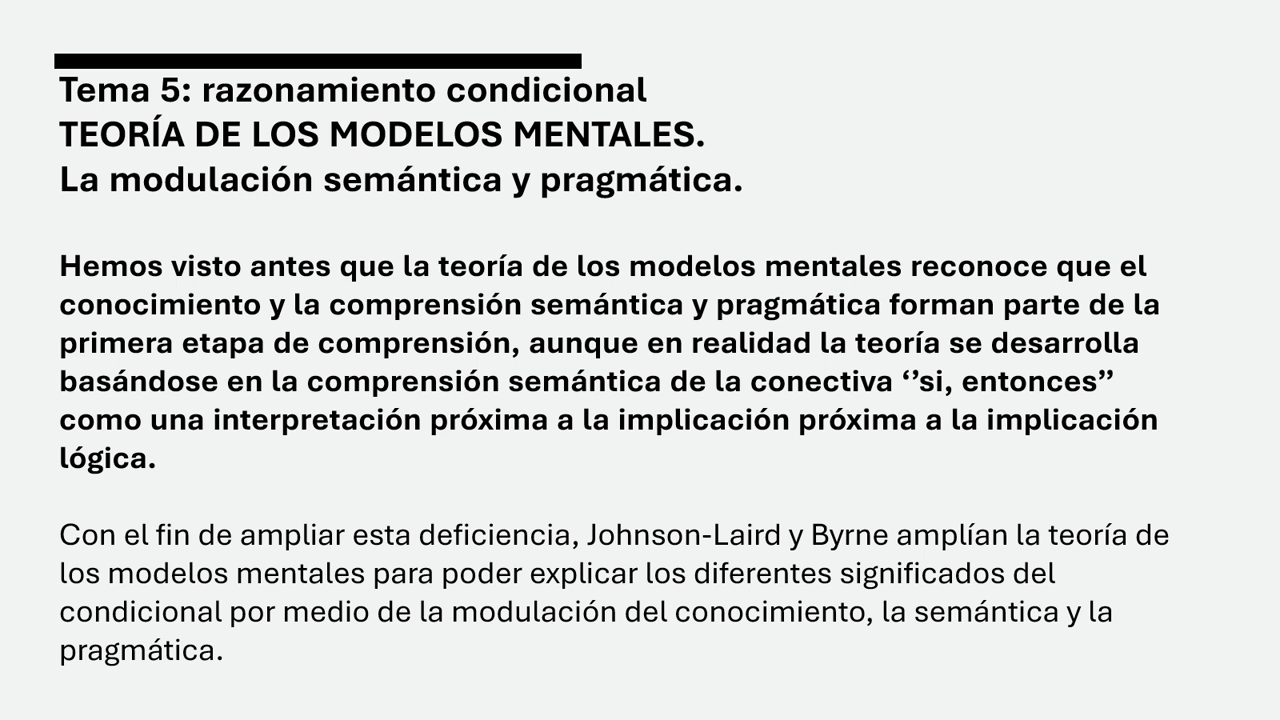 Tema 5: razonamiento condicional
TEORÍA DE LOS MODELOS MENTALES.
La modulación semántica y pragmática.
Hemos visto antes que la teoría de los modelos mentales reconoce que el
conocimiento y la comprensión semántica y pragmática forman parte de la
primera etapa de comprensión, aunque en realidad la teoría se desarrolla
basándose en la comprensión semántica de la conectiva ‘’si, entonces’’
como una interpretación próxima a la implicación próxima a la implicación
lógica.
Con el fin de ampliar esta deficiencia, Johnson-Laird y Byrne amplían la teoría de
los modelos mentales para poder explicar los diferentes significados del
condicional por medio de la modulación del conocimiento, la semántica y la
pragmática.